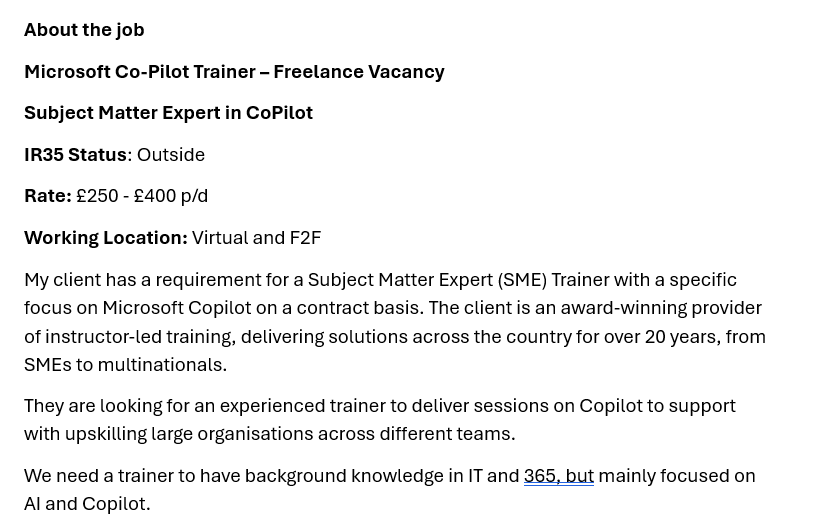 About the job
Microsoft Co-Pilot Trainer – Freelance Vacancy
Subject Matter Expert in CoPilot
IR35 Status: Outside
Rate: £250 - £400 p/d
Working Location: Virtual and F2F
My client has a requirement for a Subject Matter Expert (SME) Trainer with a specific
focus on Microsoft Copilot on a contract basis. The client is an award-winning provider
of instructor-led training, delivering solutions across the country for over 20 years, from
SMEs to multinationals.
They are looking for an experienced trainer to deliver sessions on Copilot to support
with upskilling large organisations across different teams.
We need a trainer to have background knowledge in IT and 365, but mainly focused on
AI and Copilot.